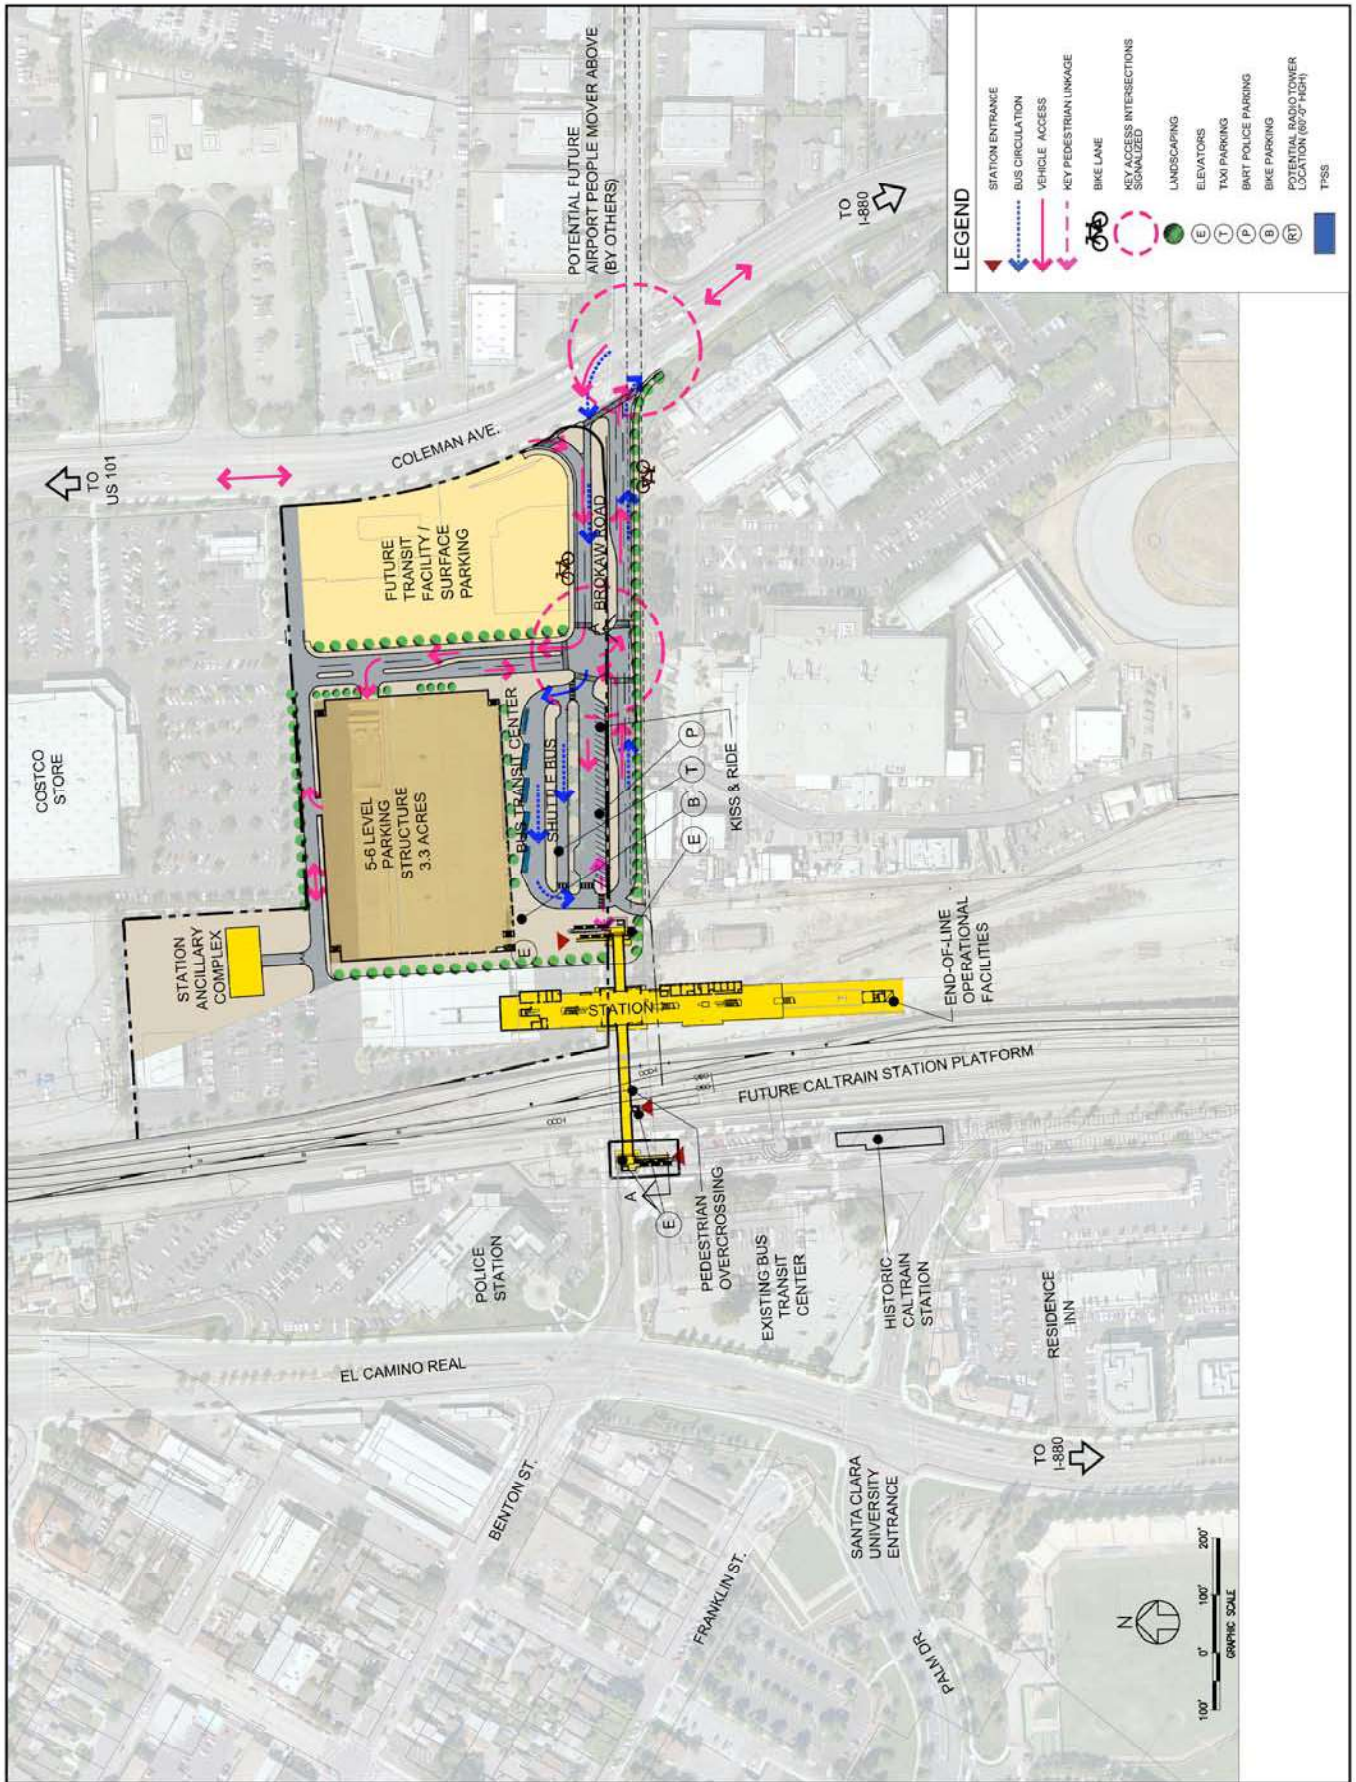 COSTCO
STORE
TO
US 101
COLEMAN AVE.
POTENTIAL FUTURE
AIRPORT PEOPLE MOVER ABOVE
(BY OTHERS)
TO
I-880
STATION
ANCILLARY
COMPLEX
5-6 LEVEL
PARKING
STRUCTURE
3.3 ACRES
FUTURE
TRANSIT
FACILITY /
SURFACE
PARKING
BUS TRANSIT CENTER
SHUTTLE BUS
BROKAW ROAD
E
E
B
T
P
KISS & RIDE
STATION
END-OF-LINE
OPERATIONAL
FACILITIES
FUTURE CALTRAIN STATION PLATFORM
A
E
PEDESTRIAN
OVERCROSSING
POLICE
STATION
EXISTING BUS
TRANSIT
CENTER
HISTORIC
CALTRAIN
STATION
RESIDENCE
INN
EL CAMINO REAL
BENTON ST.
FRANKLIN ST.
SANTA CLARA
UNIVERSITY
ENTRANCE
PALM DR.
TO
I-880
N
100' 0' 100' 200'
GRAPHIC SCALE
LEGEND
STATION ENTRANCE
BUS CIRCULATION
VEHICLE ACCESS
KEY PEDESTRIAN LINKAGE
BIKE LANE
KEY ACCESS INTERSECTIONS
SIGNALIZED
LANDSCAPING
E ELEVATORS
T TAXI PARKING
P BART POLICE PARKING
B BIKE PARKING
RT POTENTIAL RADIO TOWER
LOCATION (60'-0" HIGH)
TPSS